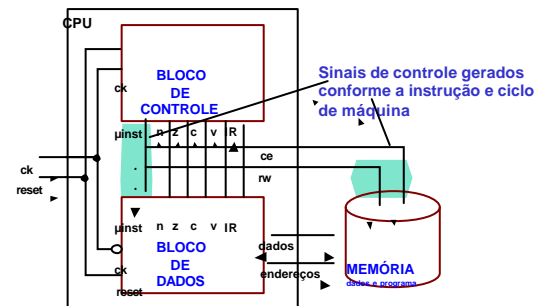 CPU
BLOCO
DE
CONTROLE
ck
Sinais de controle gerados
conforme a instrução e ciclo
de máquina
µinst n z c v IR
ce
rw
ck
reset
µinst n z c v IR
BLOCO
DE
DADOS
ck
reset
dados
endereços
MEMÓRIA
dados e programa